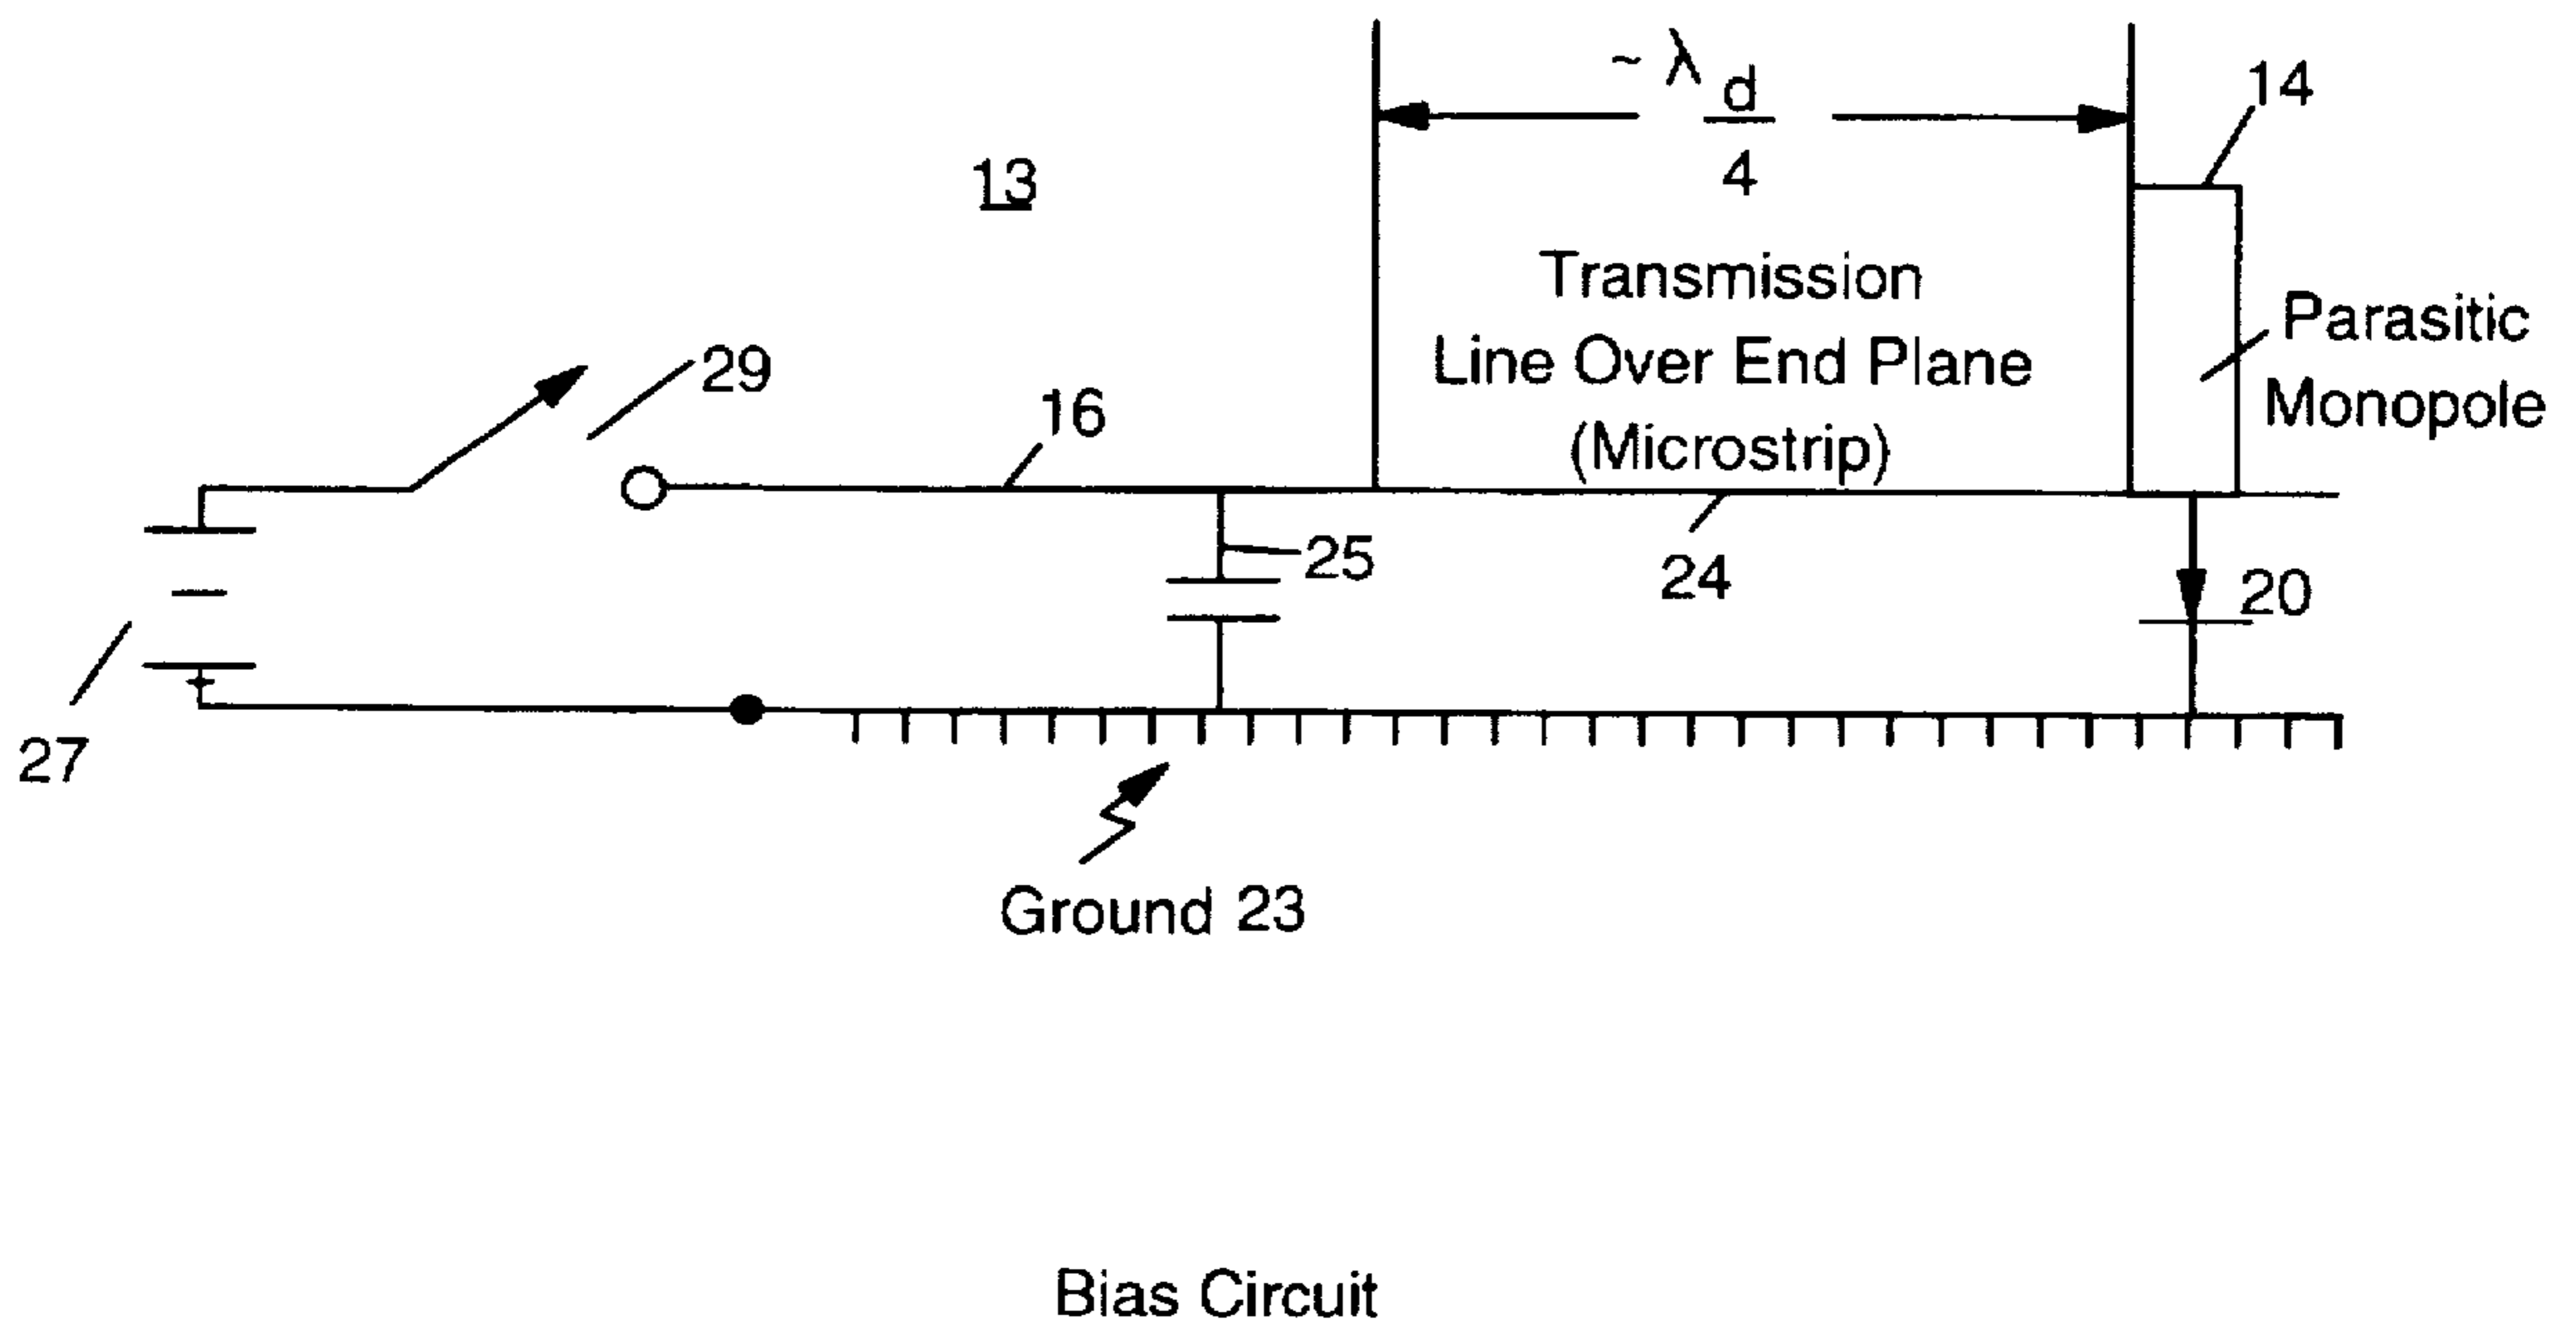 ~ λ d
4
14
13
Transmission
Line Over End Plane
(Microstrip)
Parasitic
Monopole
29
16
25
24
20
27
Ground 23
Bias Circuit